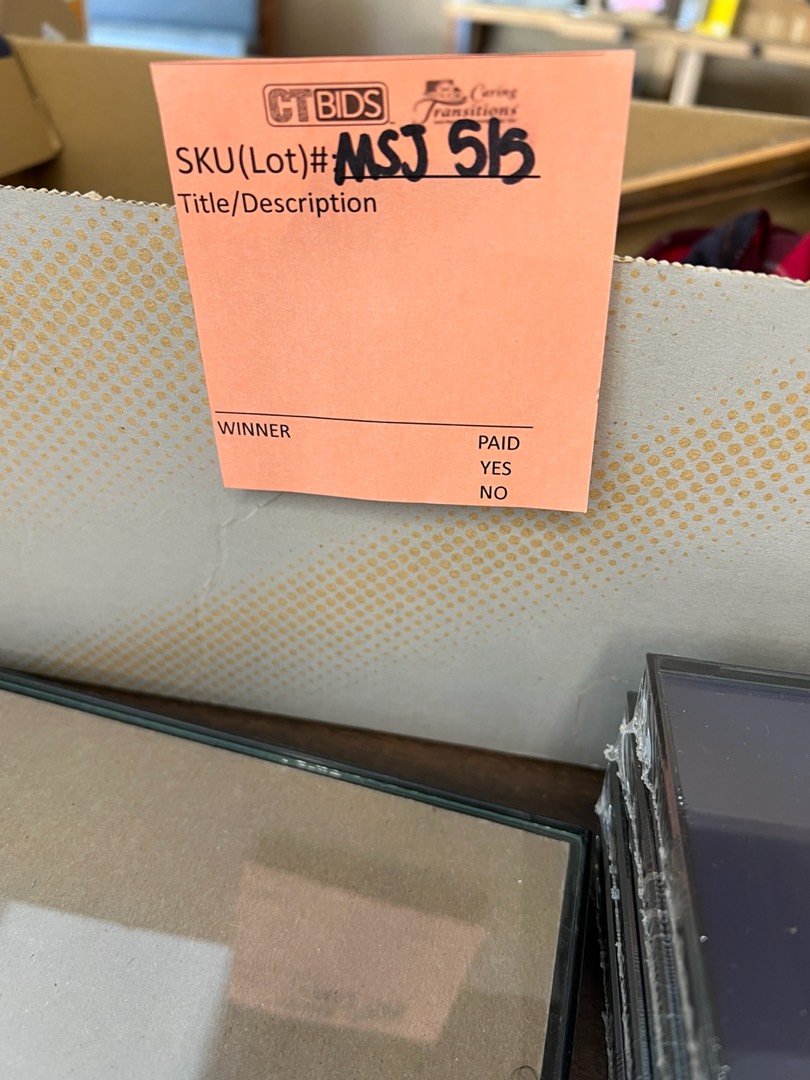 CTBIDS
Caring
Transitions
SKU(Lot)#: MSJ 515
Title/Description
WINNER
PAID
YES
NO